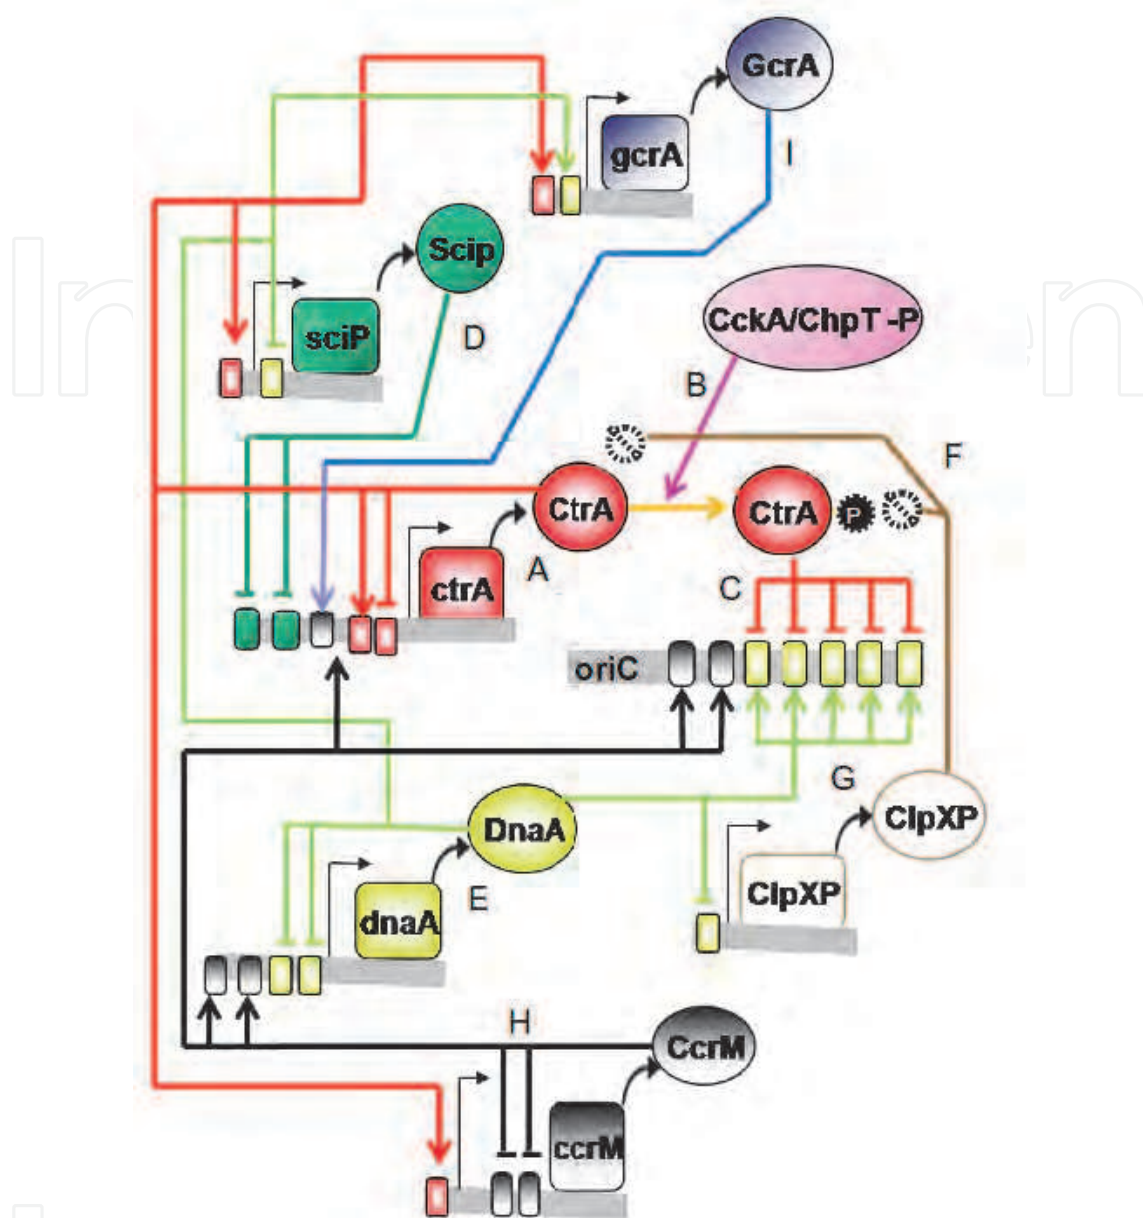 GcrA
gcrA
I
Scip
D
sciP
CckA/ChpT -P
B
F
CtrA
CtrA
P
A
ctrA
C
oriC
G
DnaA
ClpXP
E
dnaA
ClpXP
H
CcrM
ccrM